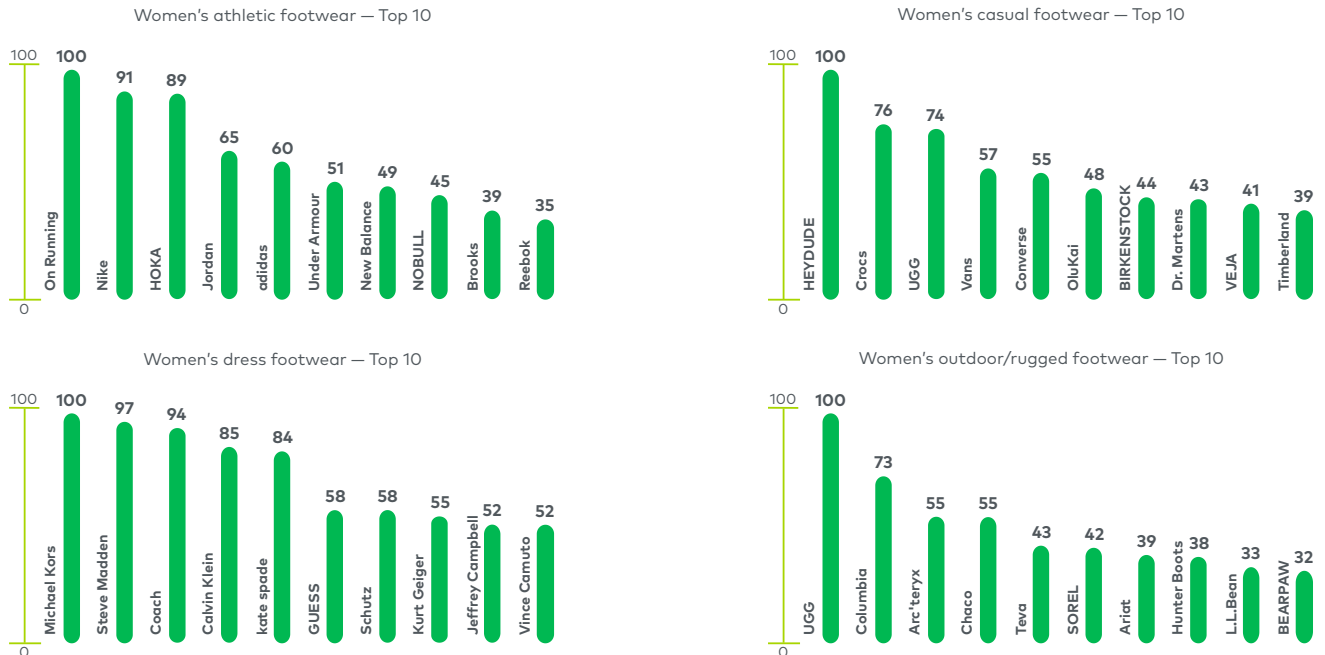 Women's athletic footwear — Top 10
100
100
91
89
65
60
51
49
45
39
35
On Running
Nike
HOKA
Jordan
adidas
Under Armour
New Balance
NOBULL
Brooks
Reebok
0
Women's casual footwear — Top 10
100
100
76
74
57
55
48
44
43
41
39
HEYDUDE
Crocs
UGG
Vans
Converse
OluKai
BIRKENSTOCK
Dr. Martens
VEJA
Timberland
0
Women's dress footwear — Top 10
100
100
97
94
85
84
58
58
55
52
52
Michael Kors
Steve Madden
Coach
Calvin Klein
kate spade
GUESS
Schutz
Kurt Geiger
Jeffrey Campbell
Vince Camuto
0
Women's outdoor/rugged footwear — Top 10
100
100
73
55
55
43
42
39
38
33
32
UGG
Columbia
Arc'teryx
Chaco
Teva
SOREL
Ariat
Hunter Boots
L.L.Bean
BEARPAW
0